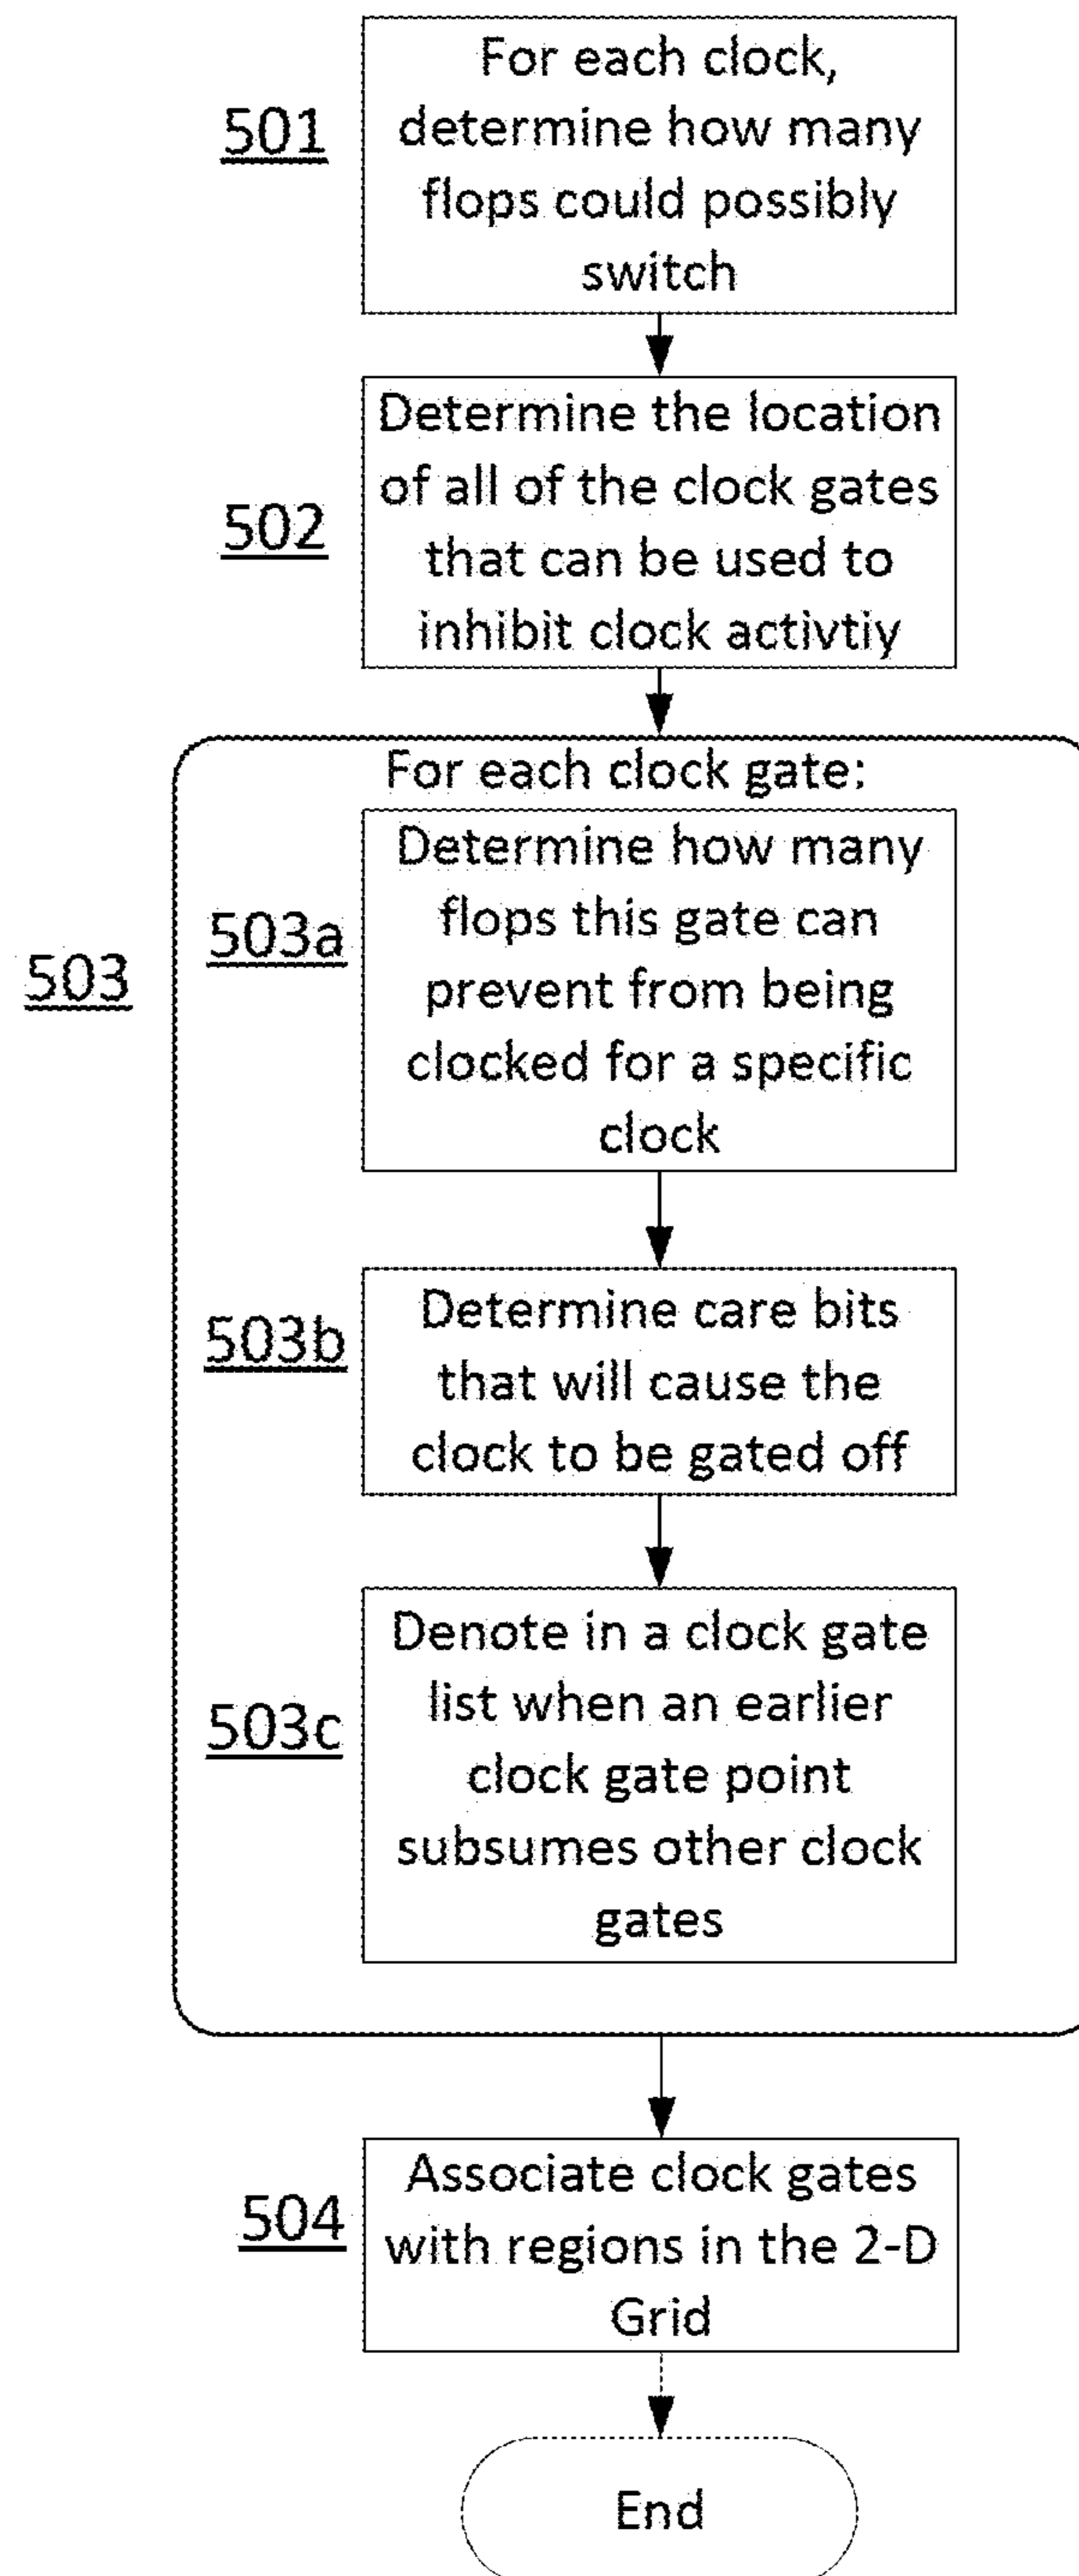 501
For each clock,
determine how many
flops could possibly
switch
502
Determine the location
of all of the clock gates
that can be used to
inhibit clock activtiy
503
For each clock gate:
503a
Determine how many
flops this gate can
prevent from being
clocked for a specific
clock
503b
Determine care bits
that will cause the
clock to be gated off
503c
Denote in a clock gate
list when an earlier
clock gate point
subsumes other clock
gates
504
Associate clock gates
with regions in the 2-D
Grid
End